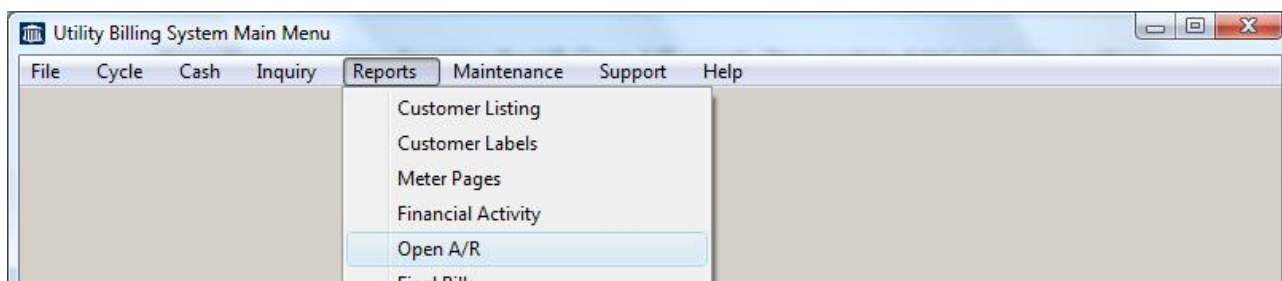 Utility Billing System Main Menu
File Cycle Cash Inquiry Reports Maintenance Support Help
Customer Listing
Customer Labels
Meter Pages
Financial Activity
Open A/R